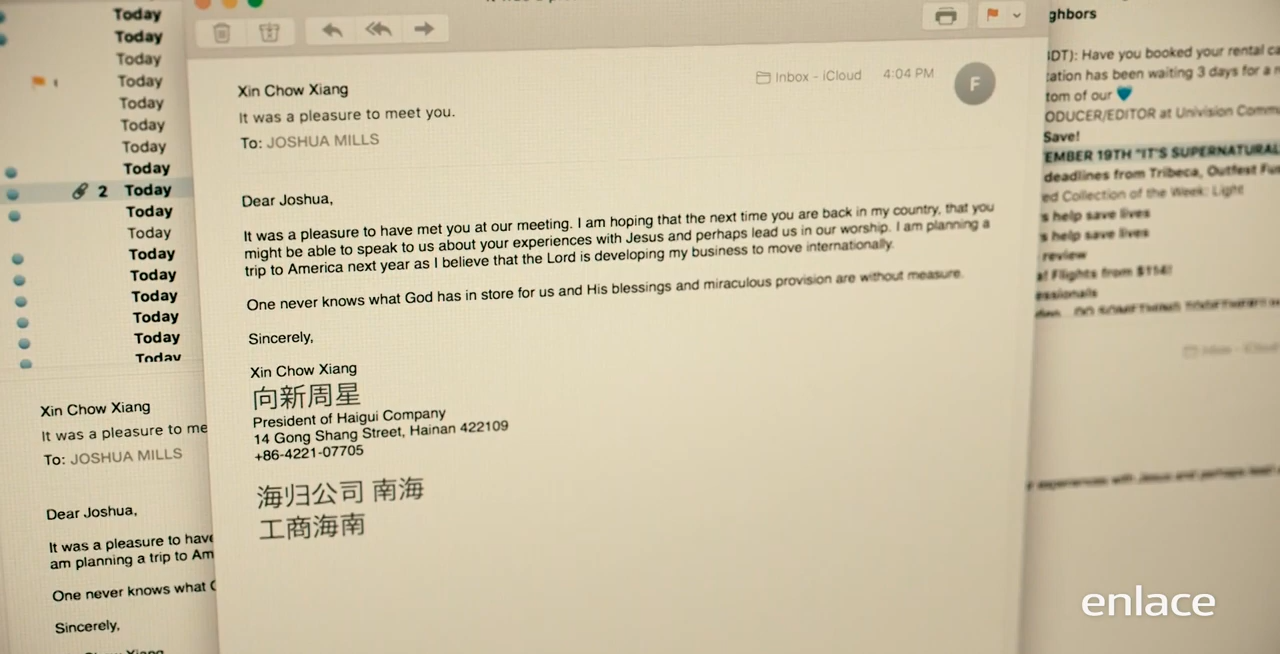 Today
Today
Today
Today
Today
Today
Today
Today
2 Today
Today
Today
Today
Today
Today
Today
Today
Today
Xin Chow Xiang
It was a pleasure to me
To: JOSHUA MILLS
Dear Joshua,
It was a pleasure to have
am planning a trip to Am
One never knows what
Sincerely,
Inbox - iCloud 4:04 PM
F
Xin Chow Xiang
It was a pleasure to meet you.
To: JOSHUA MILLS
Dear Joshua,
It was a pleasure to have met you at our meeting. I am hoping that the next time you are back in my country, that you
might be able to speak to us about your experiences with Jesus and perhaps lead us in our worship. I am planning a
trip to America next year as I believe that the Lord is developing my business to move internationally.
One never knows what God has in store for us and His blessings and miraculous provision are without measure.
Sincerely,
Xin Chow Xiang
向新周星
President of Haigui Company
14 Gong Shang Street, Hainan 422109
+86-4221-07705
海归公司 南海
工商海南
ghbors
DT): Have you booked your rental ca
cation has been waiting 3 days for a
tom of our
ODUCER/EDITOR at Univision Commu
Save!
EMBER 19TH "IT'S SUPERNATURAL
deadlines from Tribeca, Outfest Fu
ed Collection of the Week: Light
s help save lives
s help save lives
review
Flights from $114!
essionals
experiences with Jesus and perhaps lead
enlace